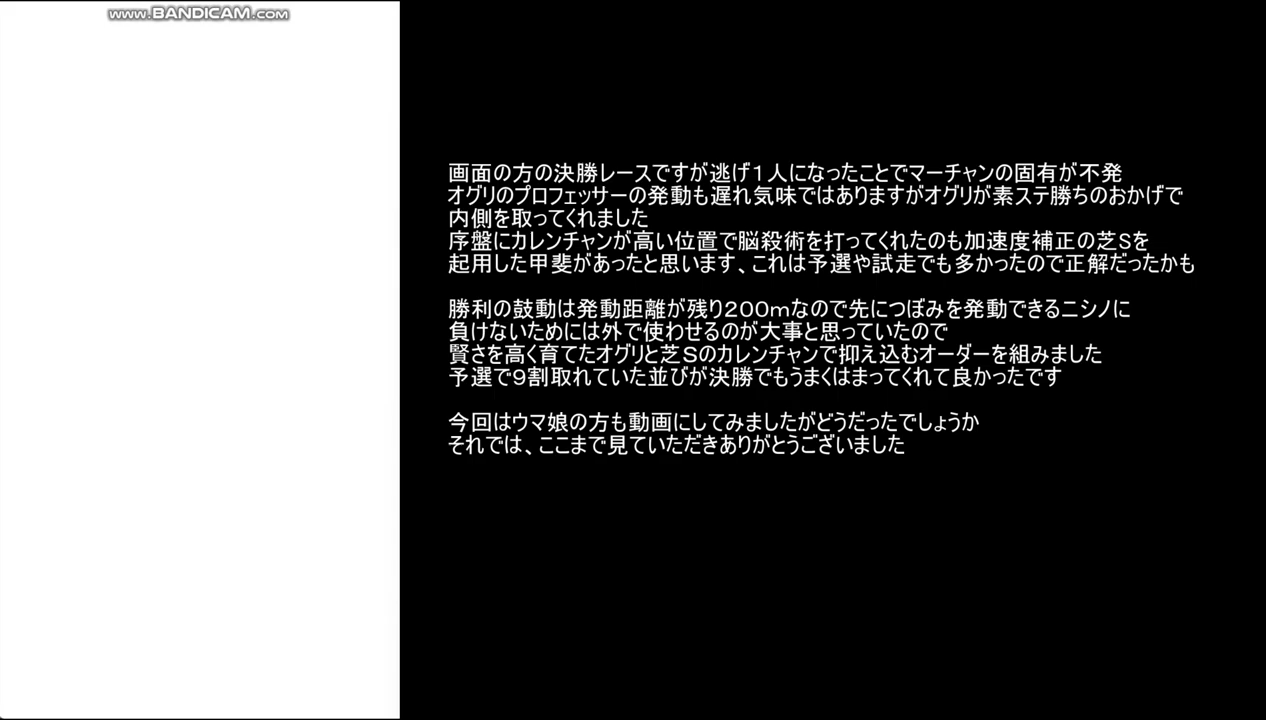 www.BANDICAM.com
画面の方の決勝レースですが逃げ１人になったことでマーチャンの固有が不発
オグリのプロフェッサーの発動も遅れ気味ではありますがオグリが素ステ勝ちのおかげで
内側を取ってくれました
序盤にカレンチャンが高い位置で脳殺術を打ってくれたのも加速度補正の芝Sを
起用した甲斐があったと思います、これは予選や試走でも多かったので正解だったかも
勝利の鼓動は発動距離が残り200mなので先につぼみを発動できるニシノに
負けないためには外で使わせるのが大事と思っていたので
賢さを高く育てたオグリと芝Ｓのカレンチャンで抑え込むオーダーを組みました
予選で９割取れていた並びが決勝でもうまくはまってくれて良かったです
今回はウマ娘の方も動画にしてみましたがどうだったでしょうか
それでは、ここまで見ていただきありがとうございました